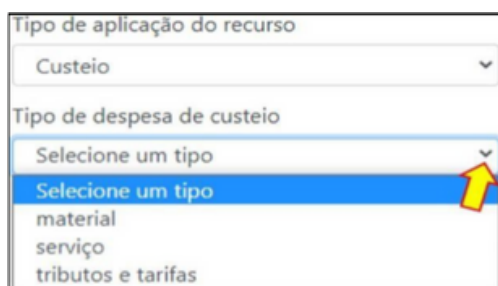 Tipo de aplicação do recurso
Custeio
Tipo de despesa de custeio
Selecione um tipo
Selecione um tipo
material
serviço
tributos e tarifas